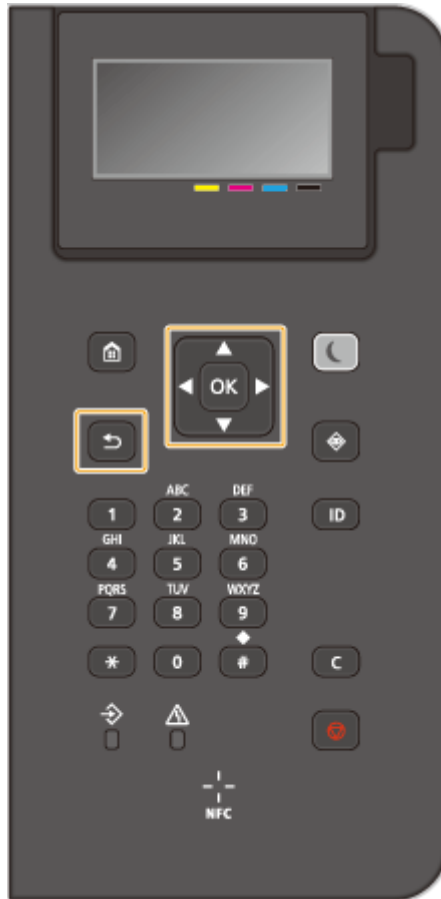 OK
ABC DEF
1 2 3 ID
GHI JKL MNO
4 5 6
PQRS TUV WXYZ
7 8 9
* 0 # C
NFC